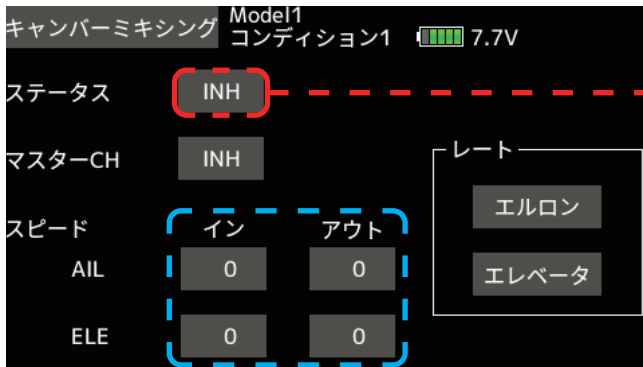 キャンバーミキシング Model1
コンディション1 7.7V
ステータス INH
マスターCH INH
レート
エルロン
スピード イン アウト
AIL 0 0
エレベータ
ELE 0 0